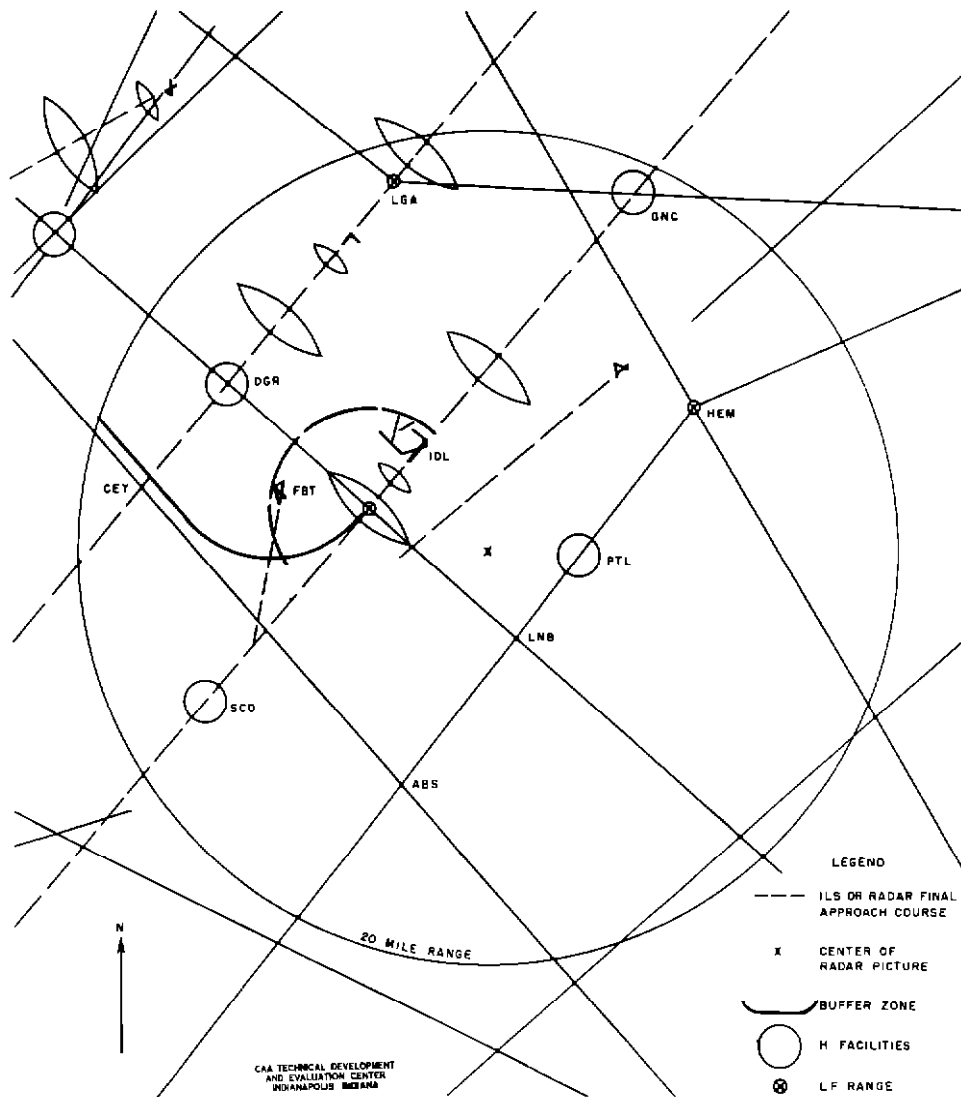 LGA
GNC
DGR
HEM
IDL
CEY
FBT
PTL
LNB
SCO
ABS
20 MILE RANGE
N
LEGEND
ILS OR RADAR FINAL
APPROACH COURSE
X CENTER OF
RADAR PICTURE
BUFFER ZONE
H FACILITIES
LF RANGE
CAA TECHNICAL DEVELOPMENT
AND EVALUATION CENTER
INDIANAPOLIS INDIANA